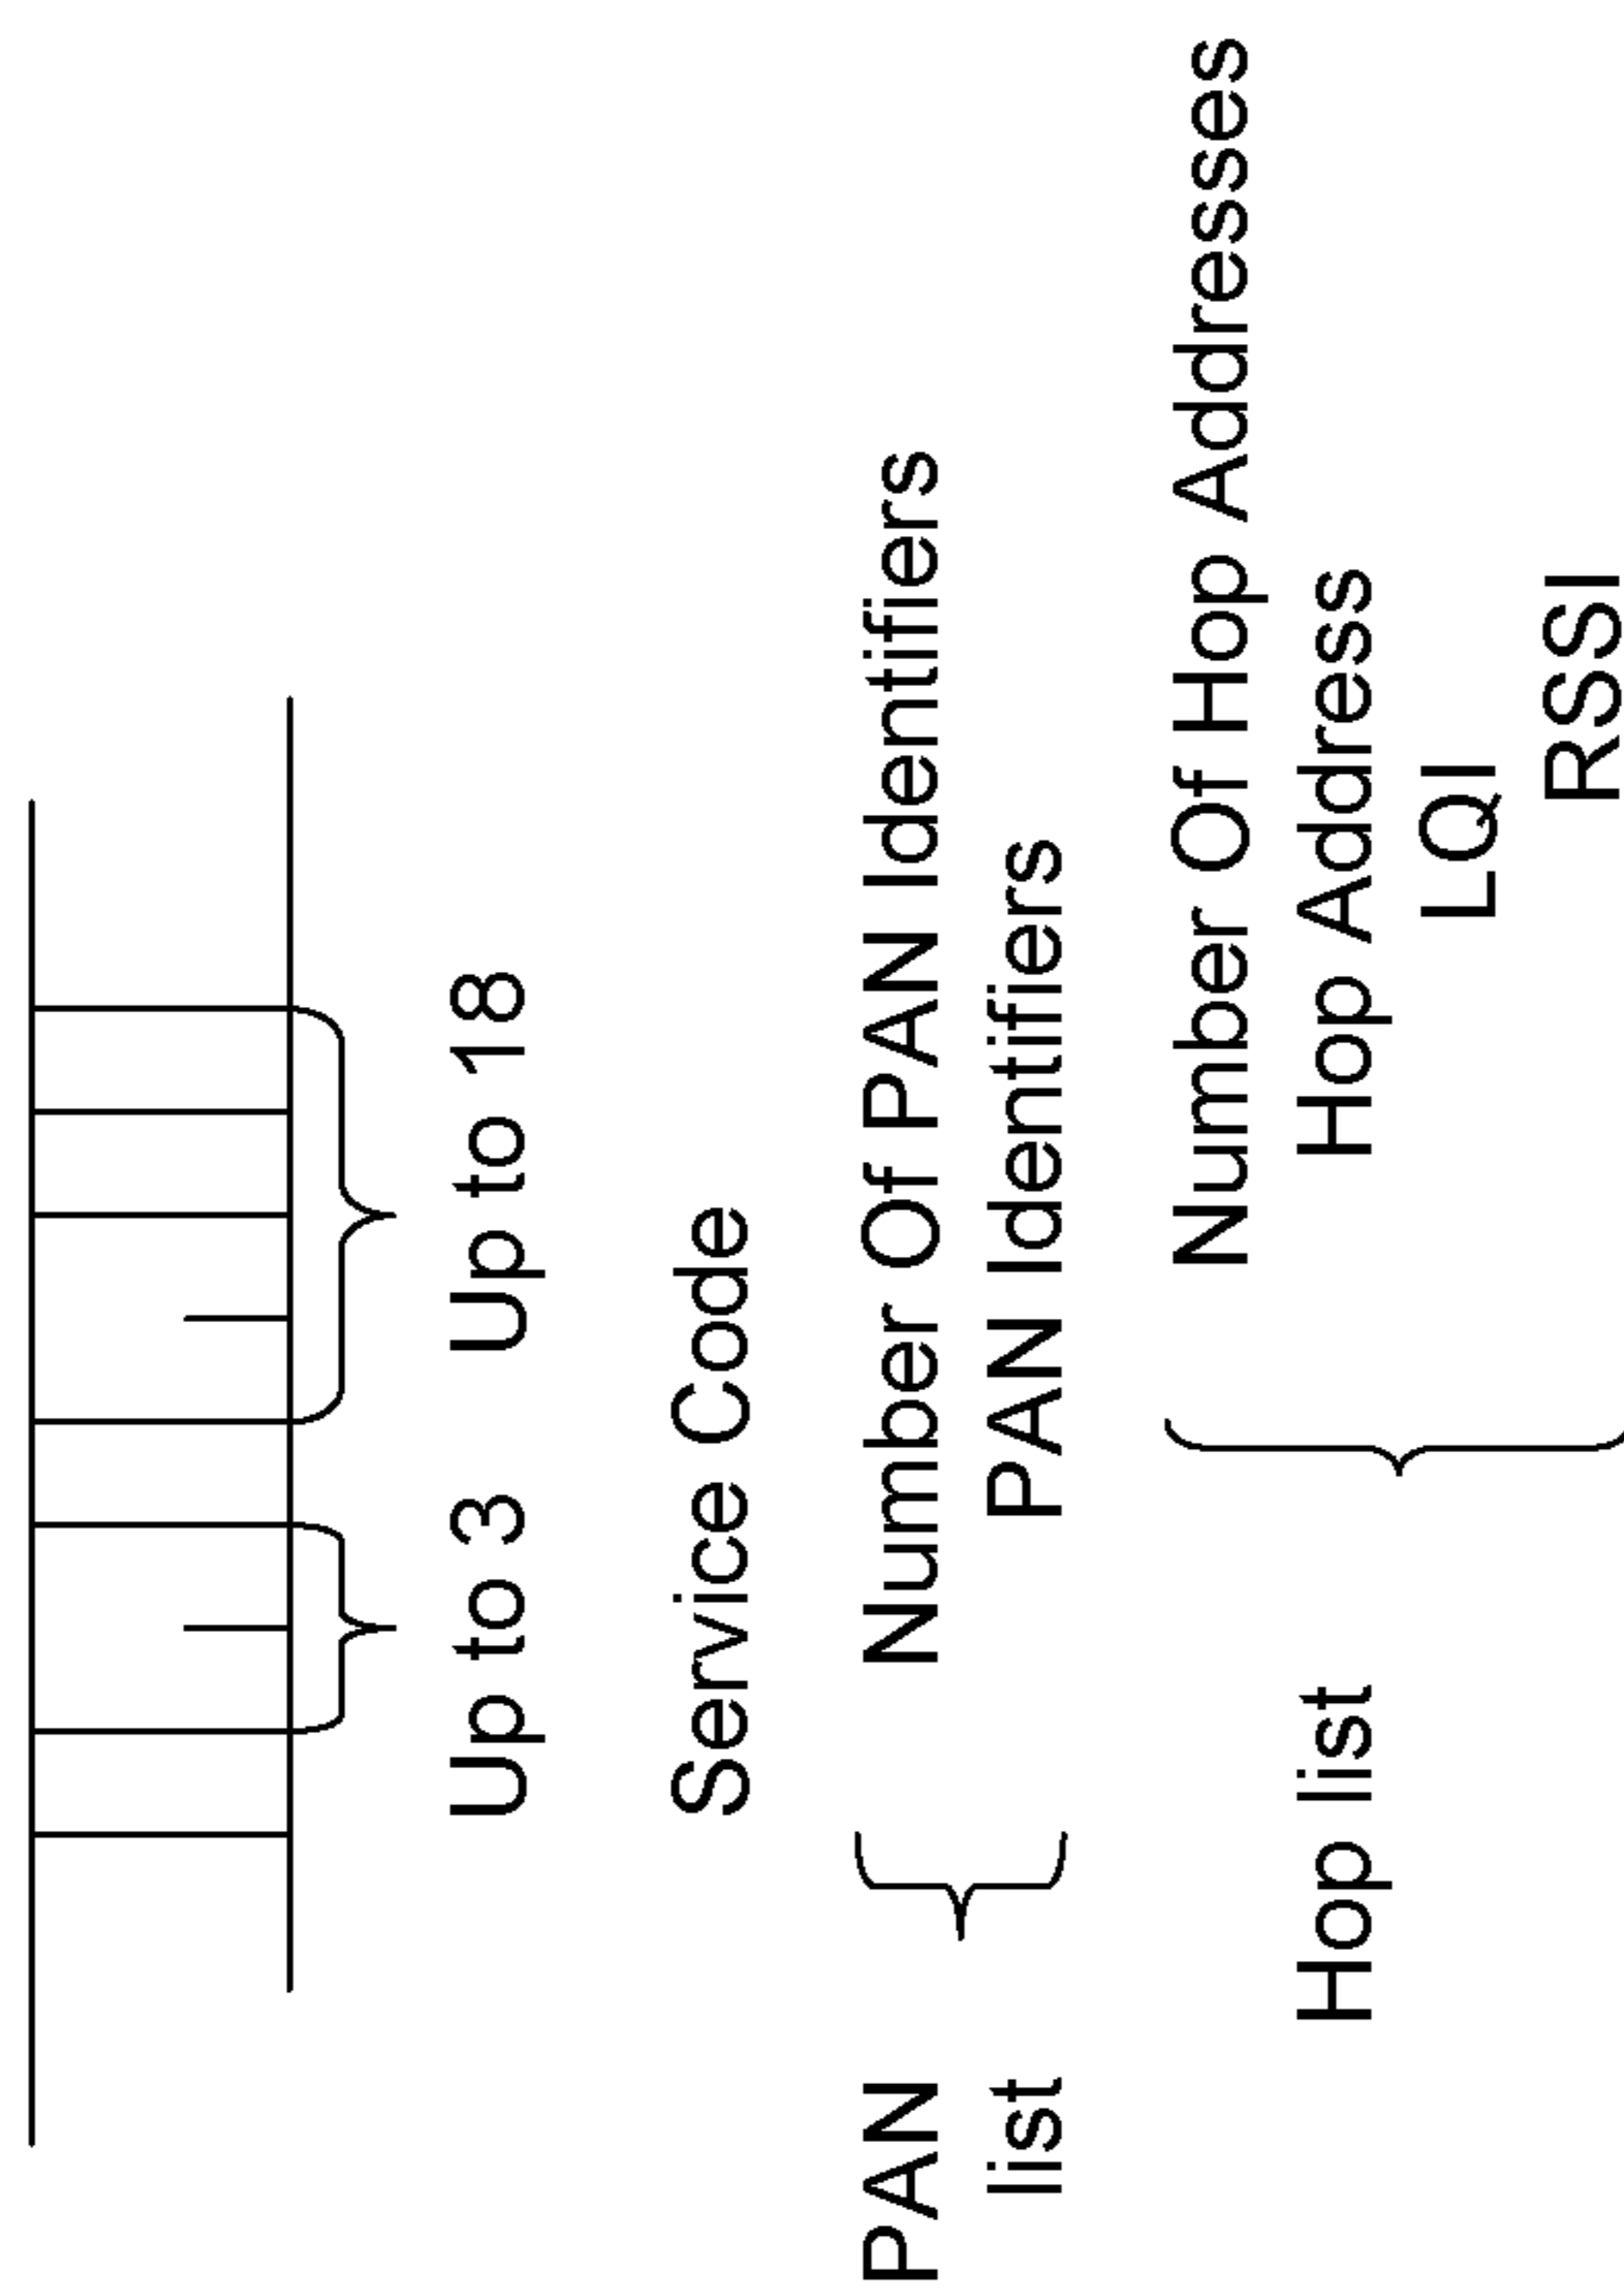 Up to 3 Up to 18
Service Code
PAN Number Of PAN Identifiers
list PAN Identifiers
Number Of Hop Addresses
Hop list Hop Address
LQI
RSSI